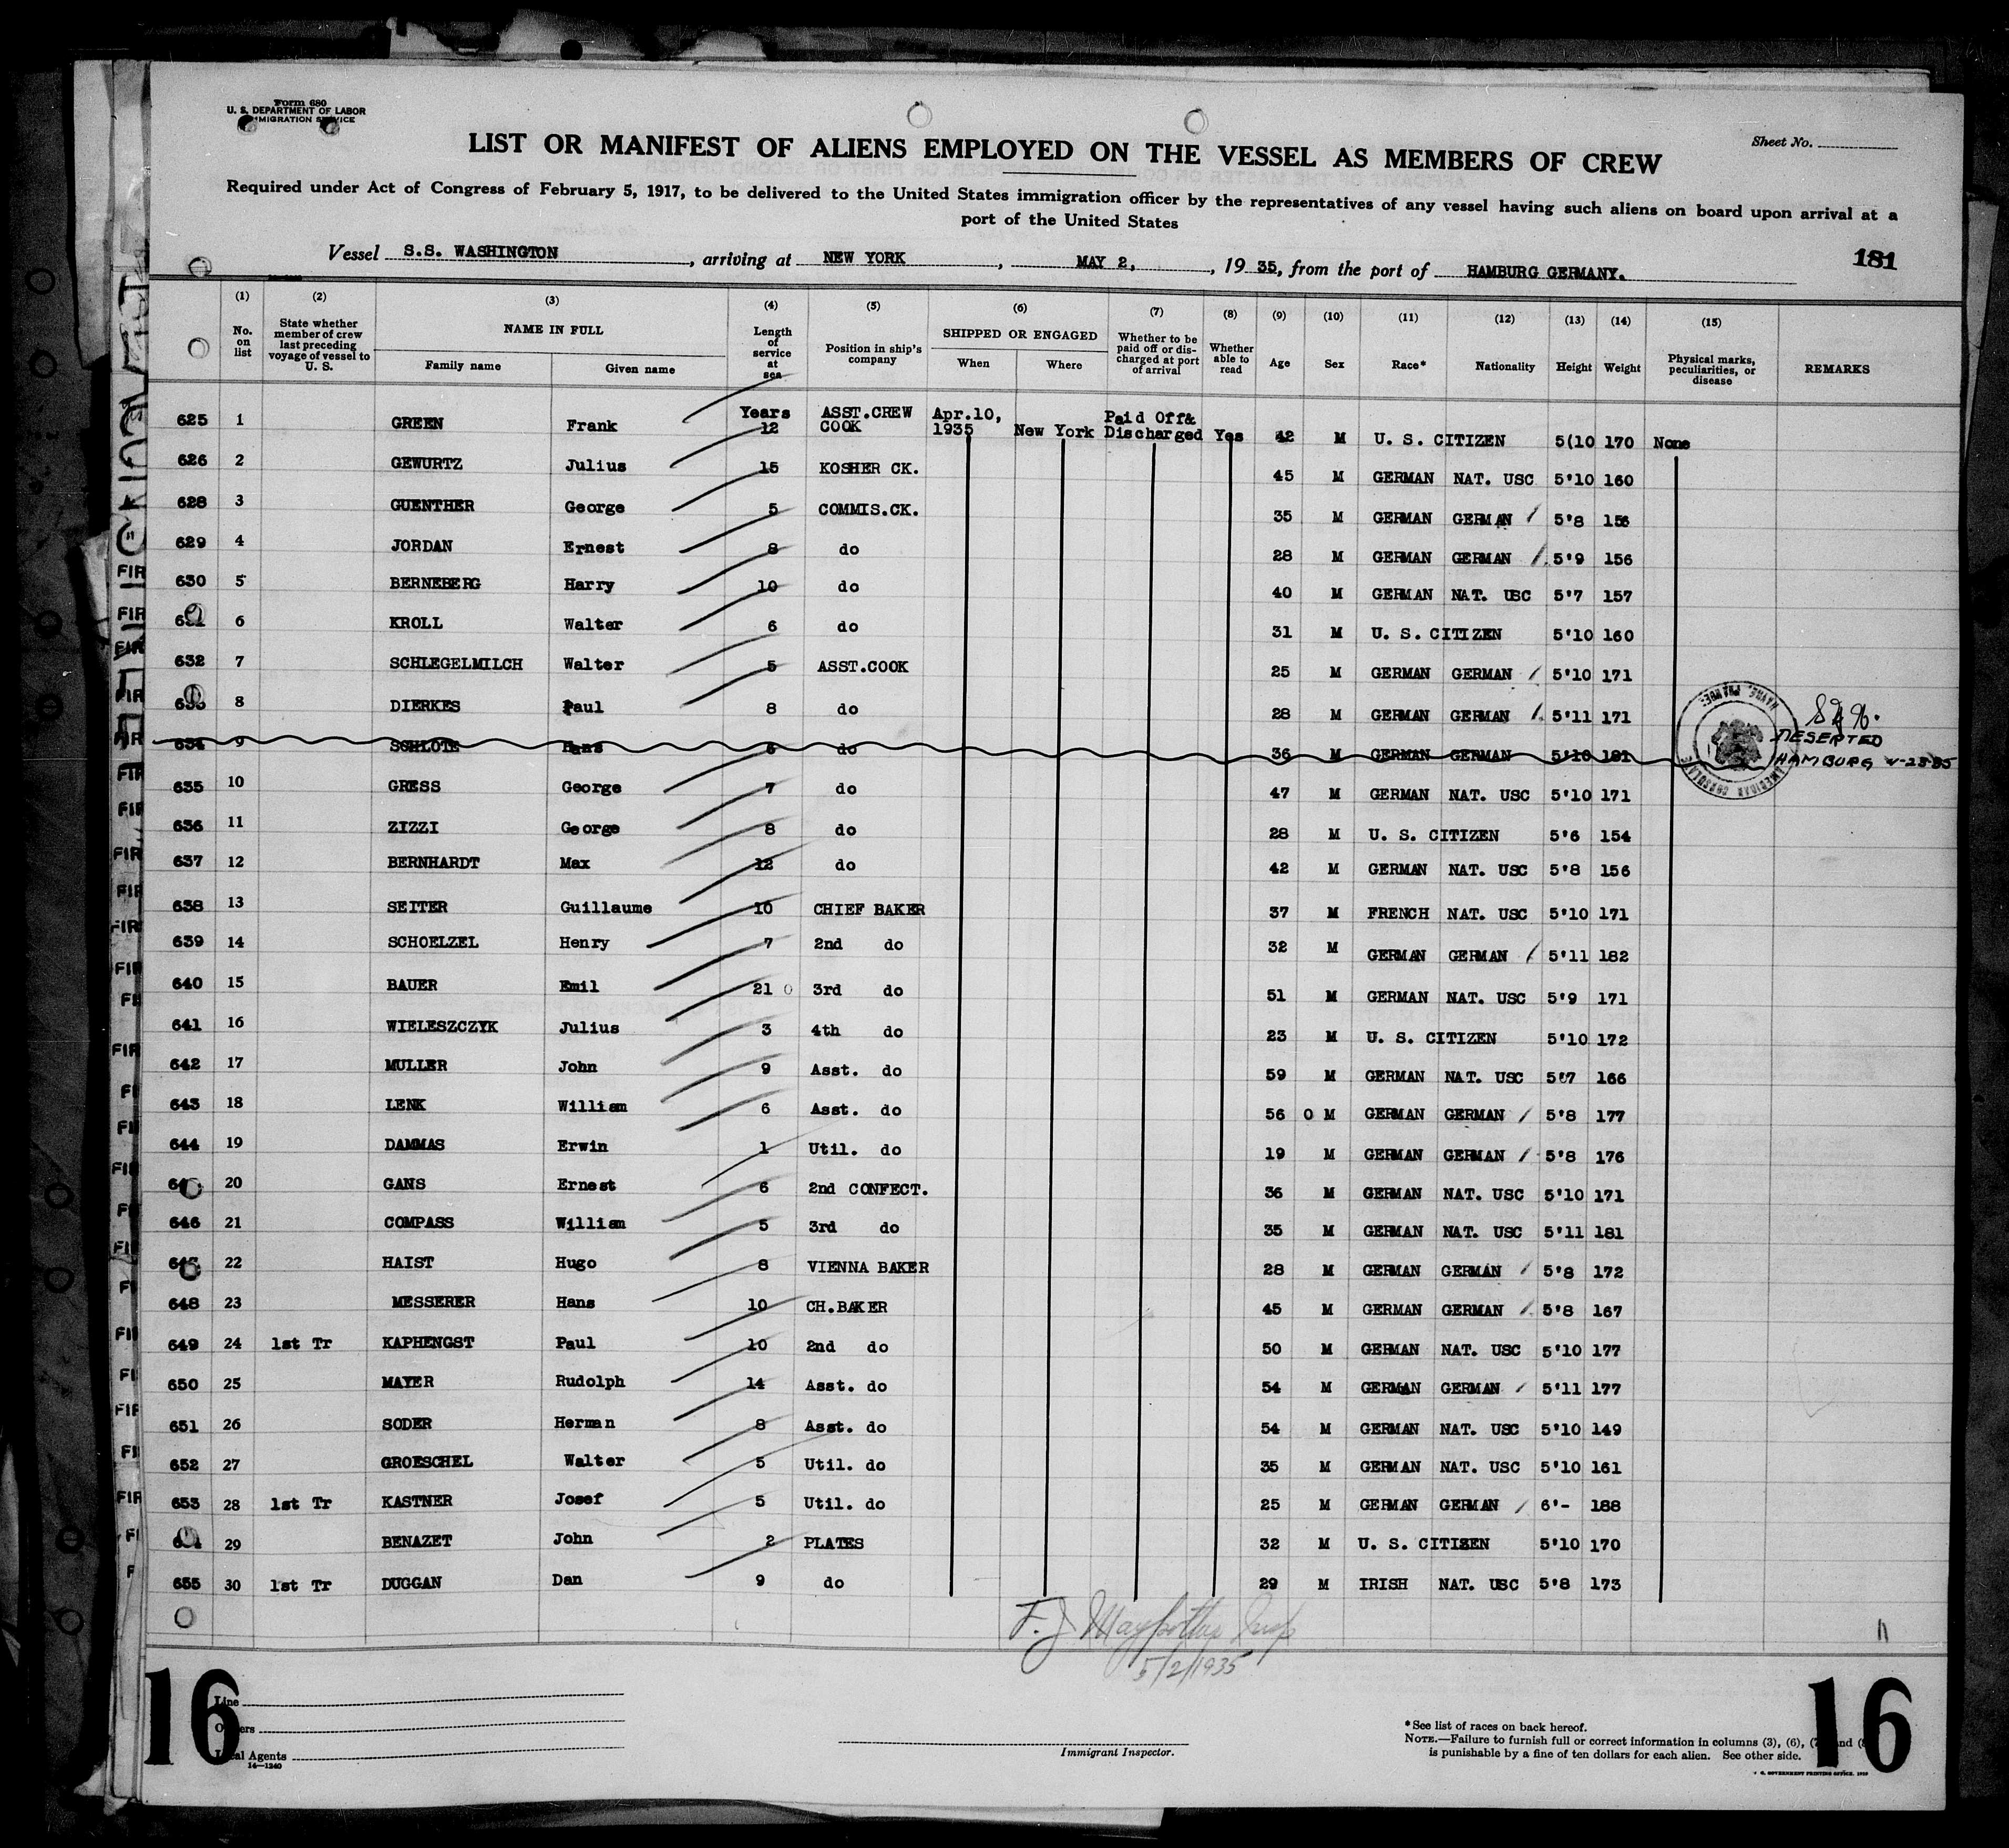 Form 680
U. S. DEPARTMENT OF LABOR
IMMIGRATION SERVICE
Sheet No.
LIST OR MANIFEST OF ALIENS EMPLOYED ON THE VESSEL AS MEMBERS OF CREW
Required under Act of Congress of February 5, 1917, to be delivered to the United States immigration officer by the representatives of any vessel having such aliens on board upon arrival at a
port of the United States
Vessel S.S. WASHINGTON, arriving at NEW YORK, MAY 2, 1935, from the port of HAMBURG GERMANY.
181
(1) (2) (3) (4) (5) (6) (7) (8) (9) (10) (11) (12) (13) (14) (15)
No. on list State whether member of crew last preceding voyage of vessel to U. S. NAME IN FULL Family name Given name Length of service at sea Position in ship's company SHIPPED OR ENGAGED When Where Whether to be paid off or discharged at port of arrival Whether able to read Age Sex Race* Nationality Height Weight Physical marks, peculiarities, or disease REMARKS
625 1 GREEN Frank Years 12 ASST.CREW COOK Apr.10, 1935 New York Paid Off& Discharged Yes 42 M U. S. CITIZEN 5(10 170 None
626 2 GEWURTZ Julius 15 KOSHER CK. 45 M GERMAN NAT. USC 5'10 160
628 3 GUENTHER George 5 COMMIS.CK. 35 M GERMAN GERMAN 5'8 156
629 4 JORDAN Ernest 8 do 28 M GERMAN GERMAN 5'9 156
630 5 BERNEBERG Harry 10 do 40 M GERMAN NAT. USC 5'7 157
6 KROLL Walter 6 do 31 M U. S. CITIZEN 5'10 160
632 7 SCHLEGELMILCH Walter 5 ASST.COOK 25 M GERMAN GERMAN 5'10 171
8 DIERKES Paul 8 do 28 M GERMAN GERMAN 5'11 171
634 9 SCHLOTE Hans 6 do 36 M GERMAN GERMAN 5'10 181 DESERTED HAMBURG
635 10 GRESS George 7 do 47 M GERMAN NAT. USC 5'10 171
636 11 ZIZZI George 8 do 28 M U. S. CITIZEN 5'6 154
637 12 BERNHARDT Max 12 do 42 M GERMAN NAT. USC 5'8 156
638 13 SEITER Guillaume 10 CHIEF BAKER 37 M FRENCH NAT. USC 5'10 171
639 14 SCHOELZEL Henry 7 2nd do 32 M GERMAN GERMAN 5'11 182
640 15 BAUER Emil 21 3rd do 51 M GERMAN NAT. USC 5'9 171
641 16 WIELESZCZYK Julius 3 4th do 23 M U. S. CITIZEN 5'10 172
642 17 MULLER John 9 Asst. do 59 M GERMAN NAT. USC 5'7 166
643 18 LENK William 6 Asst. do 56 0 M GERMAN GERMAN 5'8 177
644 19 DAMMAS Erwin 1 Util. do 19 M GERMAN GERMAN 5'8 176
20 GANS Ernest 6 2nd CONFECT. 36 M GERMAN NAT. USC 5'10 171
646 21 COMPASS William 5 3rd do 35 M GERMAN NAT. USC 5'11 181
22 HAIST Hugo 8 VIENNA BAKER 28 M GERMAN GERMAN 5'8 172
648 23 MESSERER Hans 10 CH.BAKER 45 M GERMAN GERMAN 5'8 167
649 24 1st Tr KAPHENGST Paul 10 2nd do 50 M GERMAN NAT. USC 5'10 177
650 25 MAYER Rudolph 14 Asst. do 54 M GERMAN GERMAN 5'11 177
651 26 SODER Herman 8 Asst. do 54 M GERMAN NAT. USC 5'10 149
652 27 GROESCHEL Walter 5 Util. do 35 M GERMAN NAT. USC 5'10 161
653 28 1st Tr KASTNER Josef 5 Util. do 25 M GERMAN GERMAN 6'- 188
29 BENAZET John 2 PLATES 32 M U. S. CITIZEN 5'10 170
655 30 1st Tr DUGGAN Dan 9 do 29 M IRISH NAT. USC 5'8 173
F. J.
5/2/1935
11
16
16
Line
Owners
Local Agents
16—1240
Immigrant Inspector.
*See list of races on back hereof.
NOTE.—Failure to furnish full or correct information in columns (3), (6), (7) and
is punishable by a fine of ten dollars for each alien. See other side.